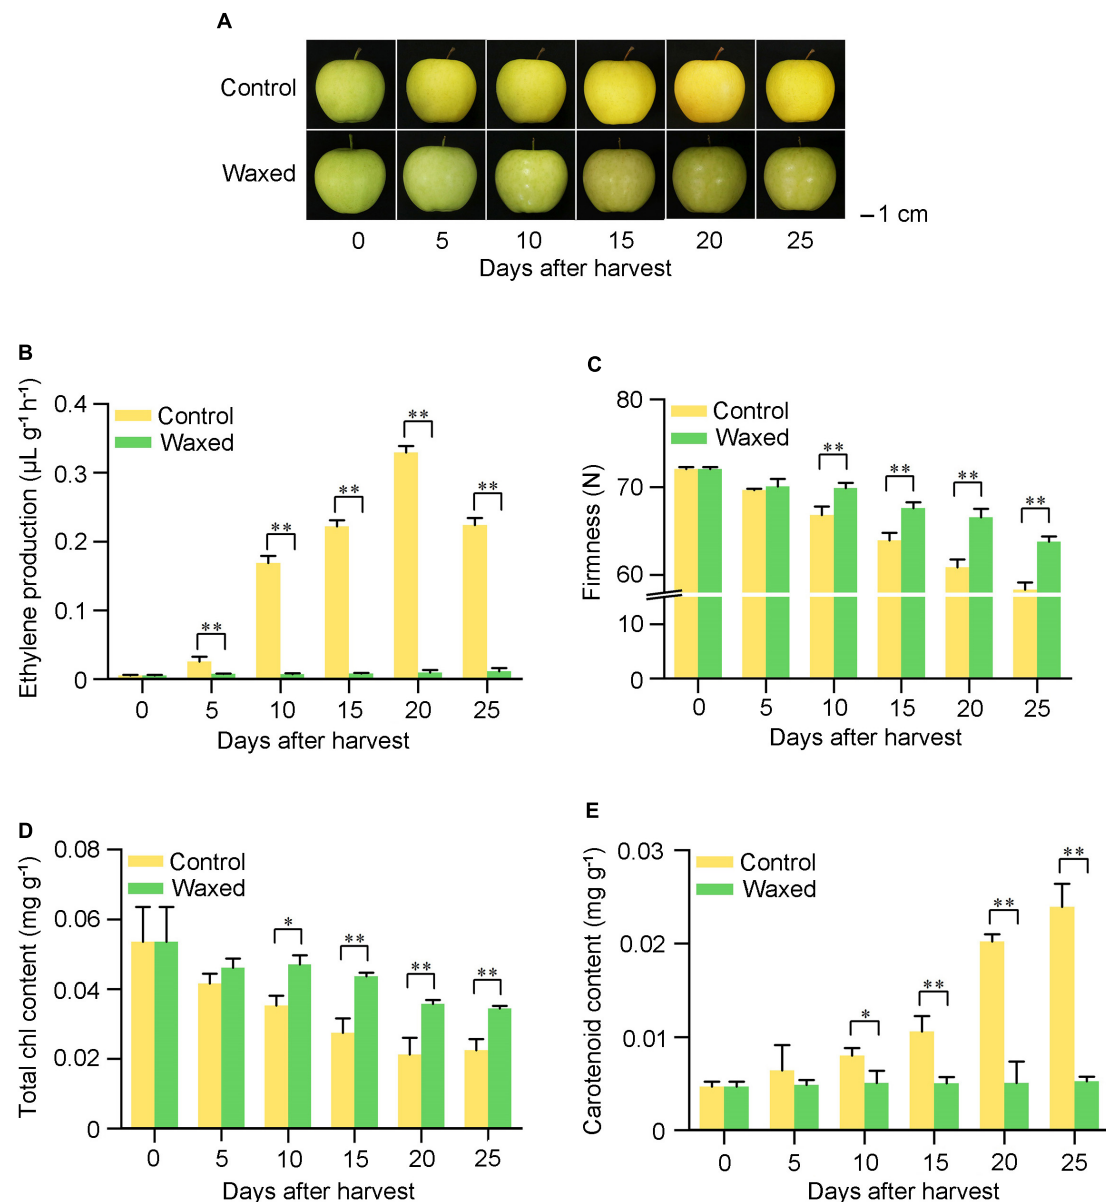 A
Control
Waxed
– 1 cm
0 5 10 15 20 25
Days after harvest
B
Ethylene production (µL g⁻¹ h⁻¹)
0.4
0.3
0.2
0.1
0
Control
Waxed
** ** ** ** **
0 5 10 15 20 25
Days after harvest
C
Firmness (N)
80
70
60
10
0
Control
Waxed
** ** ** **
0 5 10 15 20 25
Days after harvest
D
Total chl content (mg g⁻¹)
0.08
0.06
0.04
0.02
0
Control
Waxed
* ** ** **
0 5 10 15 20 25
Days after harvest
E
Carotenoid content (mg g⁻¹)
0.03
0.02
0.01
0
Control
Waxed
* ** ** **
0 5 10 15 20 25
Days after harvest